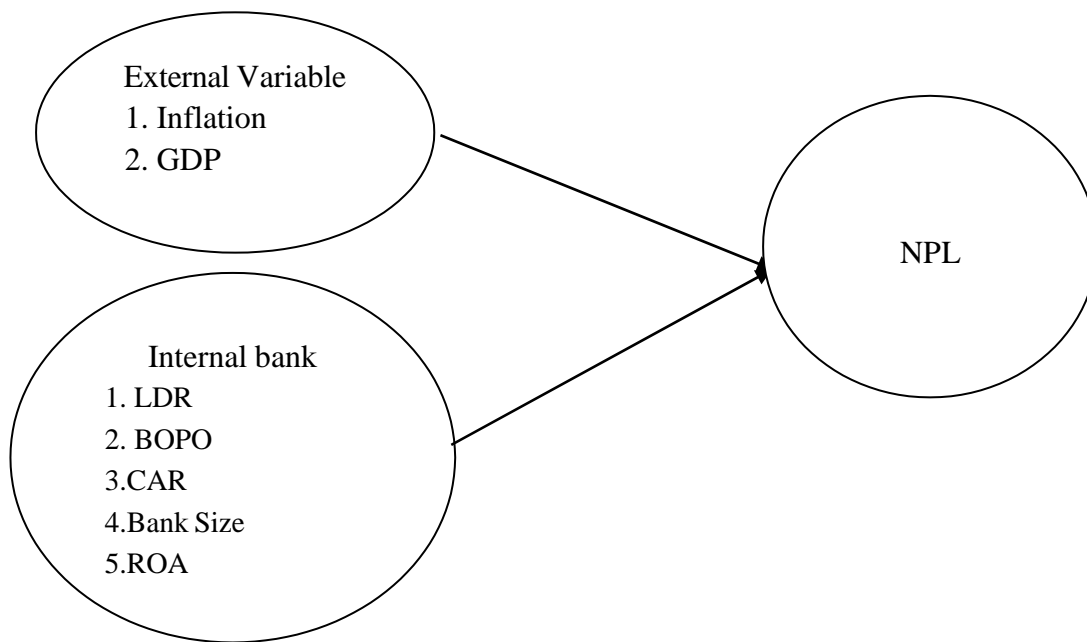 External Variable
1. Inflation
2. GDP
NPL
Internal bank
1. LDR
2. BOPO
3.CAR
4.Bank Size
5.ROA